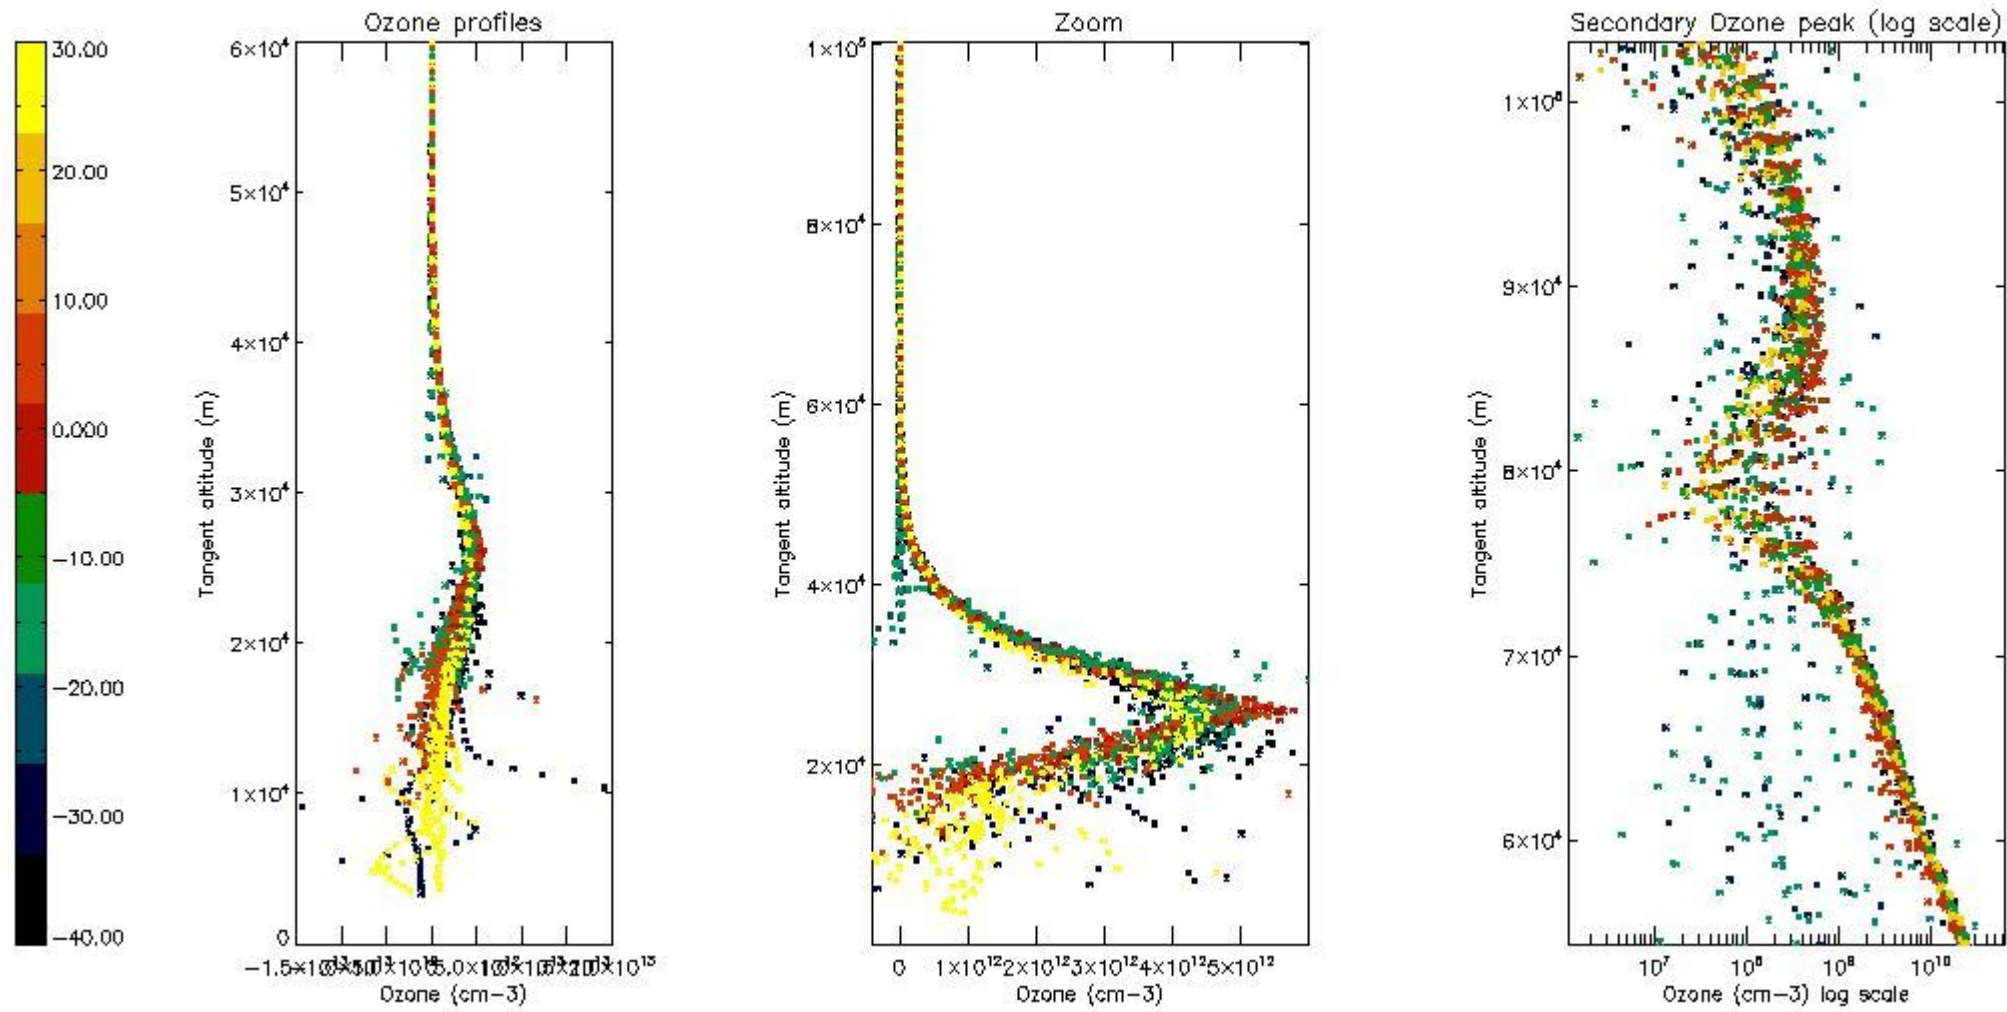 Ozone profiles
Zoom
Secondary Ozone peak (log scale)
30.00
20.00
10.00
0.000
-10.00
-20.00
-30.00
-40.00
6×10⁴
5×10⁴
4×10⁴
3×10⁴
2×10⁴
1×10⁴
0
Tangent altitude (m)
Ozone (cm-3)
1×10⁵
8×10⁴
6×10⁴
4×10⁴
2×10⁴
Tangent altitude (m)
0 1×10¹² 2×10¹² 3×10¹² 4×10¹² 5×10¹²
Ozone (cm-3)
1×10⁵
9×10⁴
8×10⁴
7×10⁴
6×10⁴
Tangent altitude (m)
10⁷ 10⁸ 10⁹ 10¹⁰
Ozone (cm-3) log scale